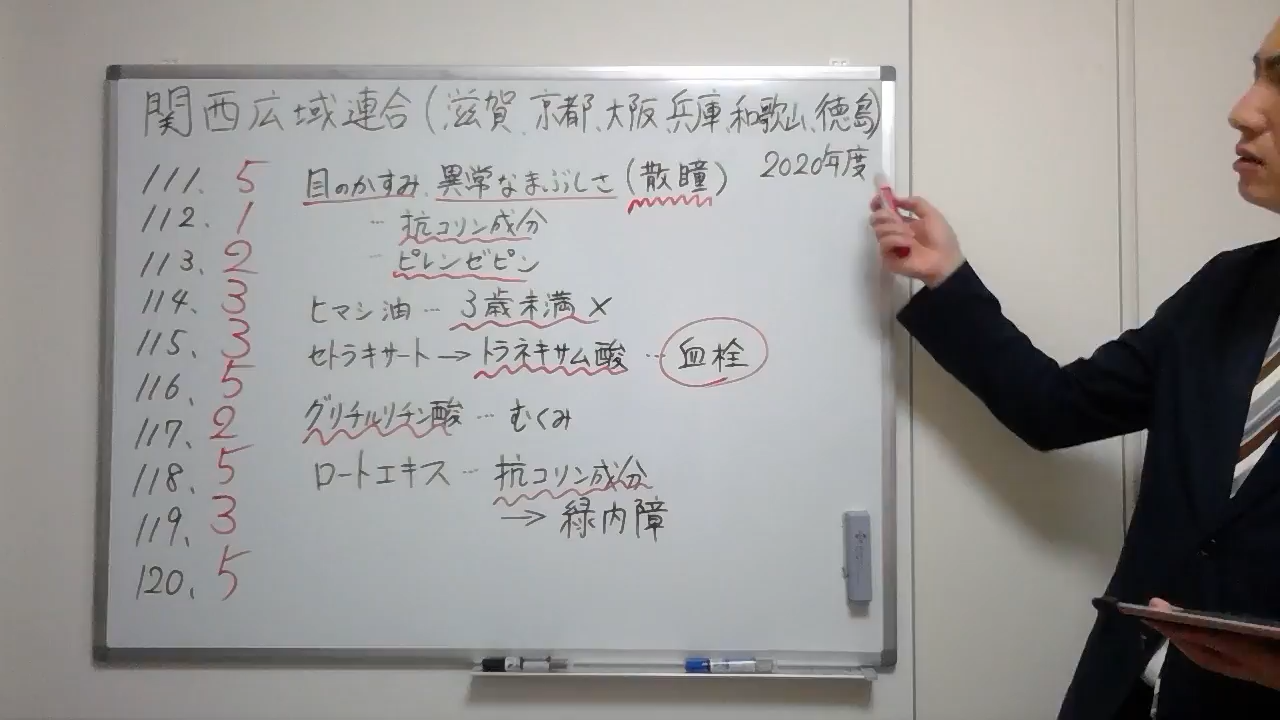 関西広域連合(滋賀、京都、大阪、兵庫、和歌山、徳島)
2020年度
111. 5
112. 1
113. 2
114. 3
115. 3
116. 5
117. 2
118. 5
119. 3
120. 5
目のかすみ、異常なまぶしさ(散瞳)
… 抗コリン成分
… ピレンゼピン
ヒマシ油 … 3歳未満 ×
セトラキサート → トラネキサム酸 … 血栓
グリチルリチン酸 … むくみ
ロートエキス … 抗コリン成分
→ 緑内障